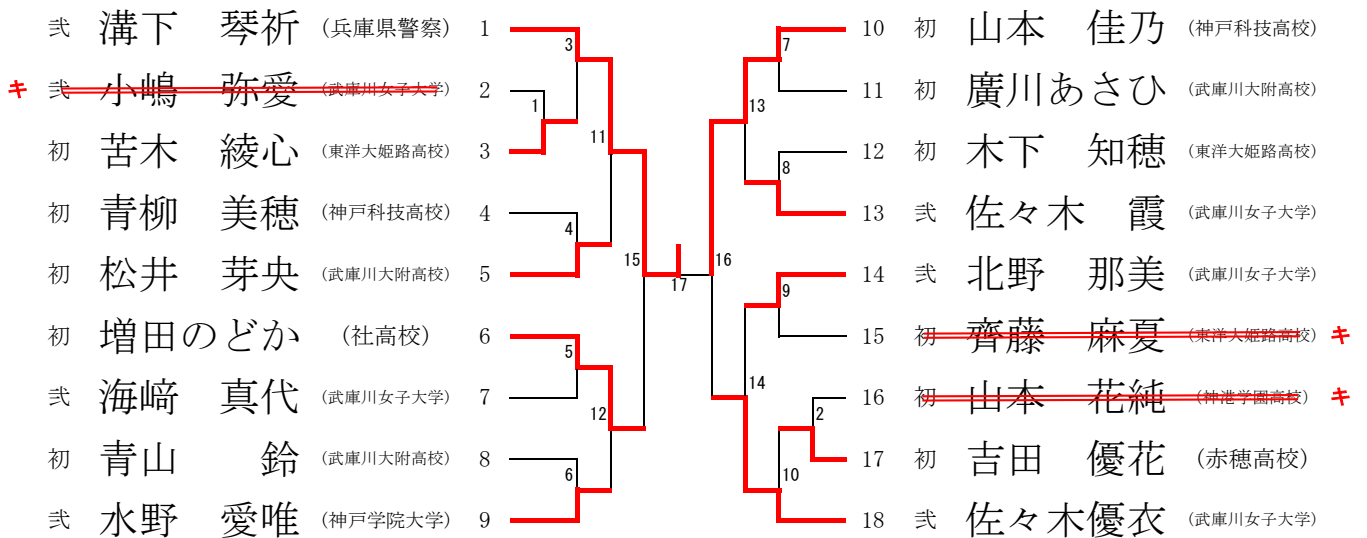 弐 溝下 琴祈 (兵庫県警察) 1
キ 弐 小嶋 弥愛 (武庫川女子大学) 2
初 苦木 綾心 (東洋大姫路高校) 3
初 青柳 美穂 (神戸科技高校) 4
初 松井 芽央 (武庫川大附高校) 5
初 増田のどか (社高校) 6
弐 海﨑 真代 (武庫川女子大学) 7
初 青山 鈴 (武庫川大附高校) 8
弐 水野 愛唯 (神戸学院大学) 9
3
1
11
4
15
5
12
6
17
7
13
8
16
9
14
2
10
10 初 山本 佳乃 (神戸科技高校)
11 初 廣川あさひ (武庫川大附高校)
12 初 木下 知穂 (東洋大姫路高校)
13 弐 佐々木 霞 (武庫川女子大学)
14 弐 北野 那美 (武庫川女子大学)
15 初 齊藤 麻夏 (東洋大姫路高校) キ
16 初 山本 花純 (神港学園高校) キ
17 初 吉田 優花 (赤穂高校)
18 弐 佐々木優衣 (武庫川女子大学)